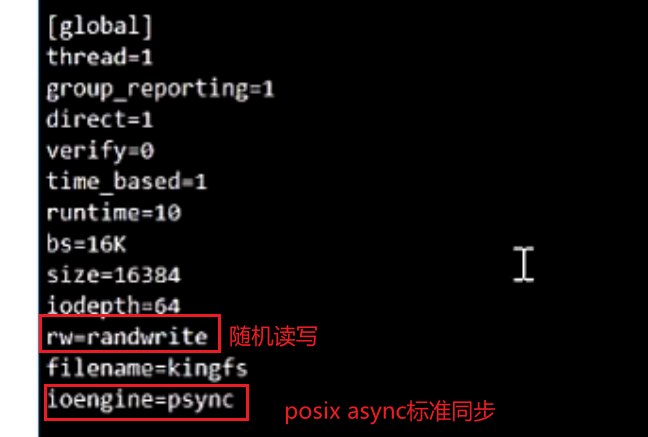 [global]
thread=1
group_reporting=1
direct=1
verify=0
time_based=1
runtime=10
bs=16K
size=16384
iodepth=64
rw=randwrite 随机读写
filename=kingfs
ioengine=psync posix async标准同步